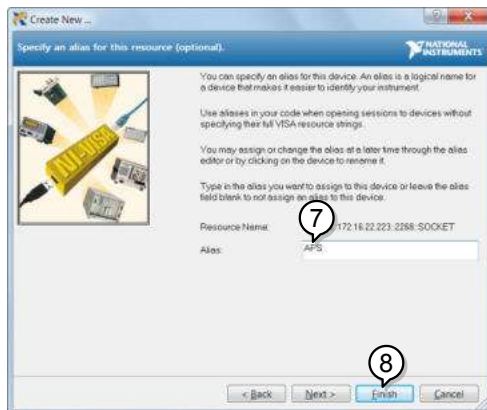 Create New ...
Specify an alias for this resource (optional).
NATIONAL
INSTRUMENTS
You can specify an alias for this device. An alias is a logical name for
a device that makes it easier to identify your instrument.
Use aliases in your code when opening sessions to devices without
specifying their full VISA resource strings.
You may assign or change the alias at a later time through the alias
editor or by clicking on the device to rename it.
Type in the alias you want to assign to this device or leave the alias
field blank to not assign an alias to this device.
NI-VISA
7
Resource Name: 172.16.22.223::2268::SOCKET
Alias: APS
8
< Back Next > Finish Cancel